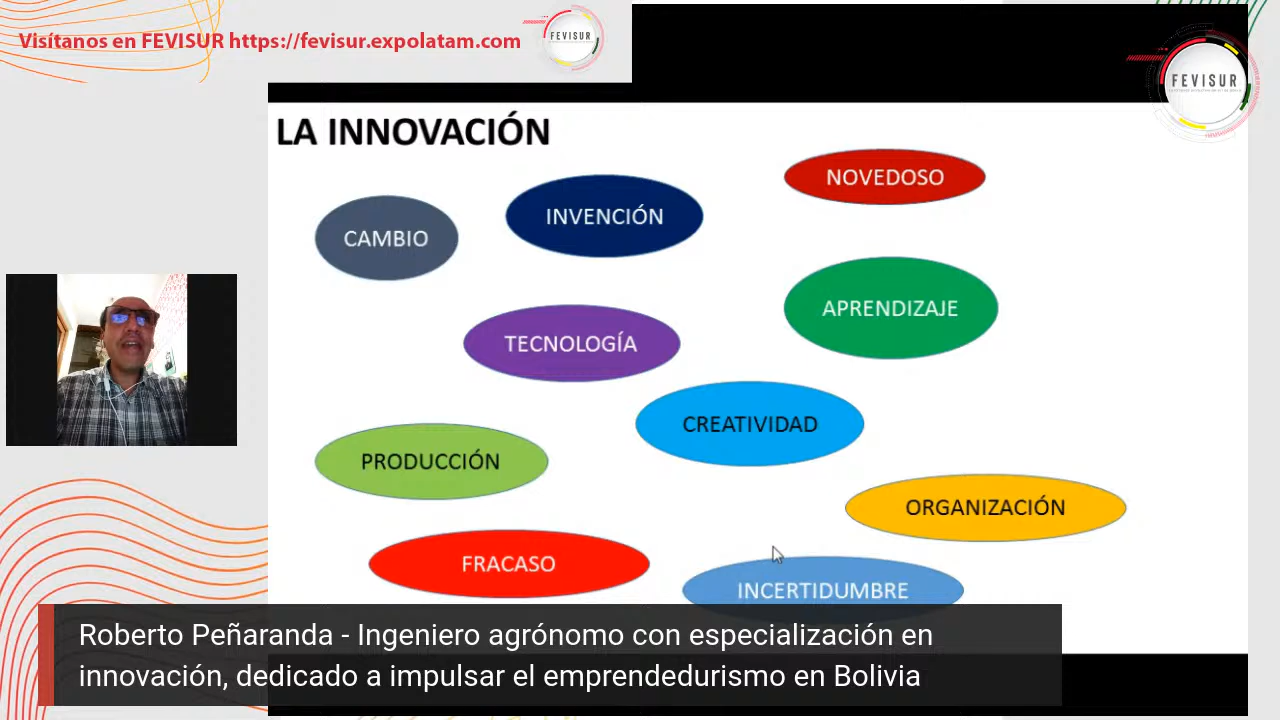 Visítanos en FEVISUR https://fevisur.expolatam.com
FEVISUR
FEVISUR
LA INNOVACIÓN
NOVEDOSO
INVENCIÓN
CAMBIO
APRENDIZAJE
TECNOLOGÍA
CREATIVIDAD
PRODUCCIÓN
ORGANIZACIÓN
FRACASO
INCERTIDUMBRE
Roberto Peñaranda - Ingeniero agrónomo con especialización en
innovación, dedicado a impulsar el emprendedurismo en Bolivia